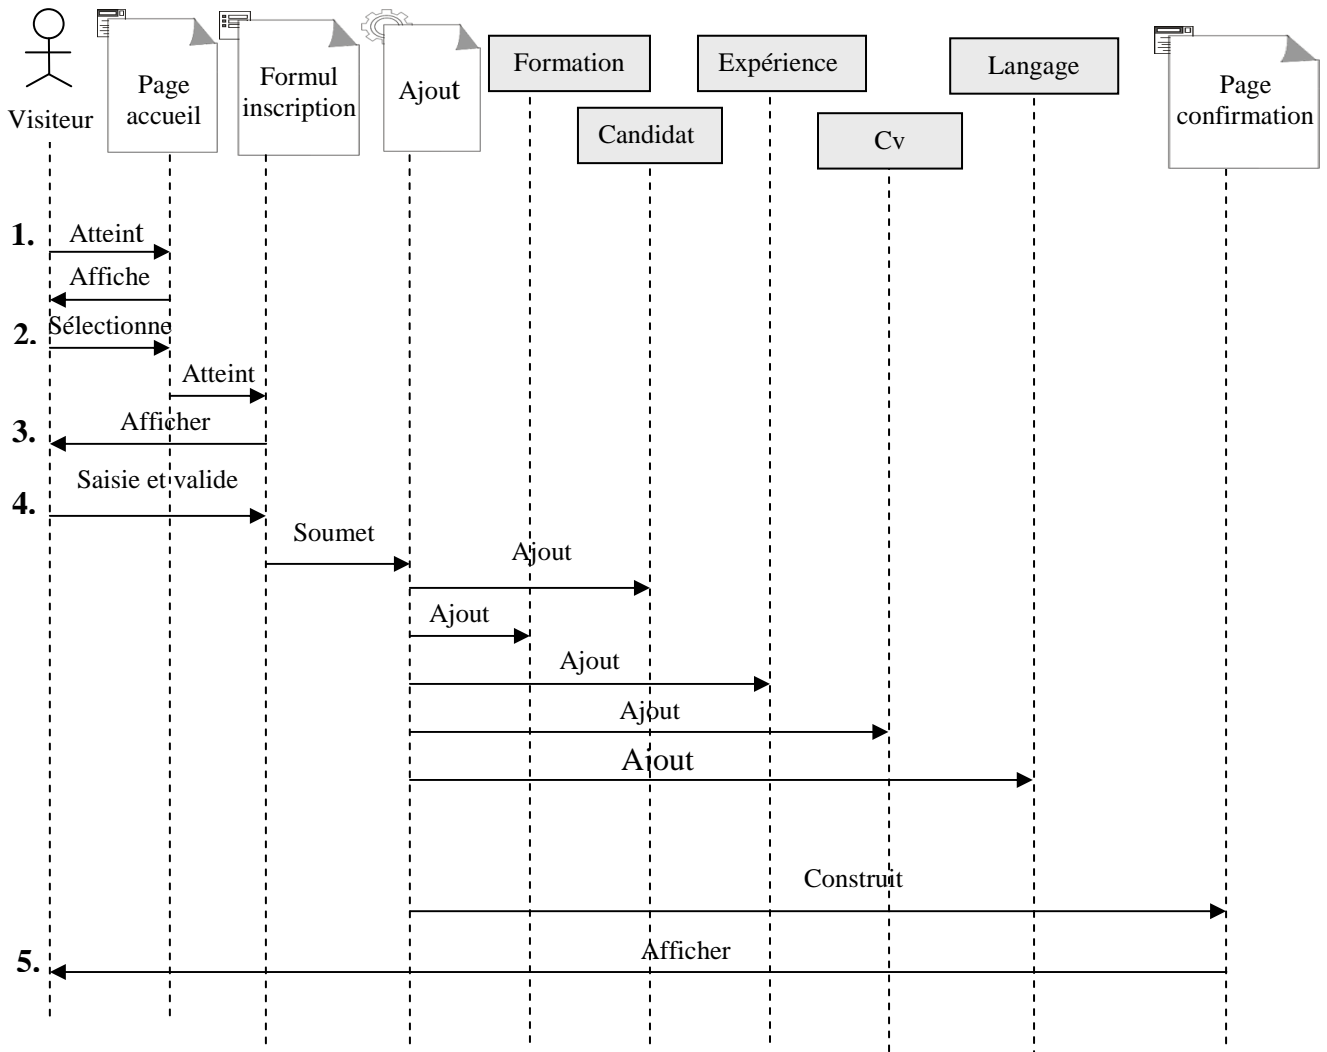 Visiteur
Page
accueil
Formul
inscription
Ajout
Formation
Candidat
Expérience
Cv
Langage
Page
confirmation
1.
Atteint
Affiche
2.
Sélectionne
Atteint
3.
Afficher
4.
Saisie et valide
Soumet
Ajout
Ajout
Ajout
Ajout
Ajout
Construit
5.
Afficher